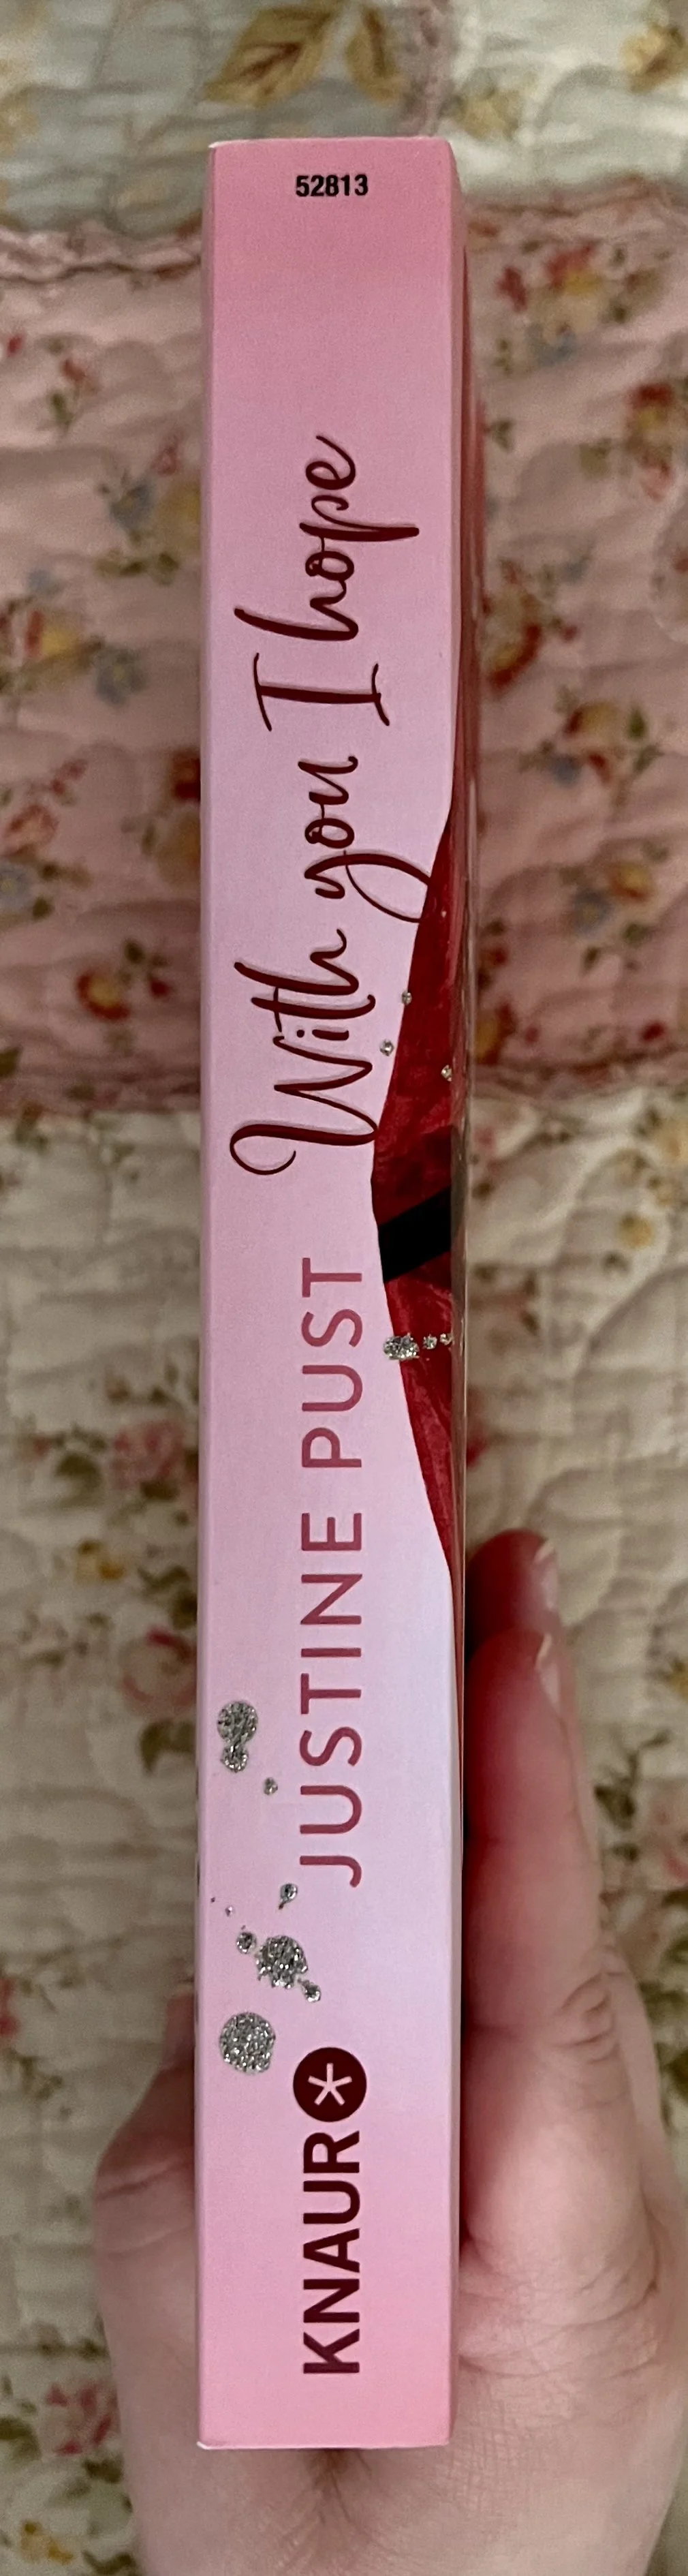 52813
With you I hope
JUSTINE PUST
KNAUR